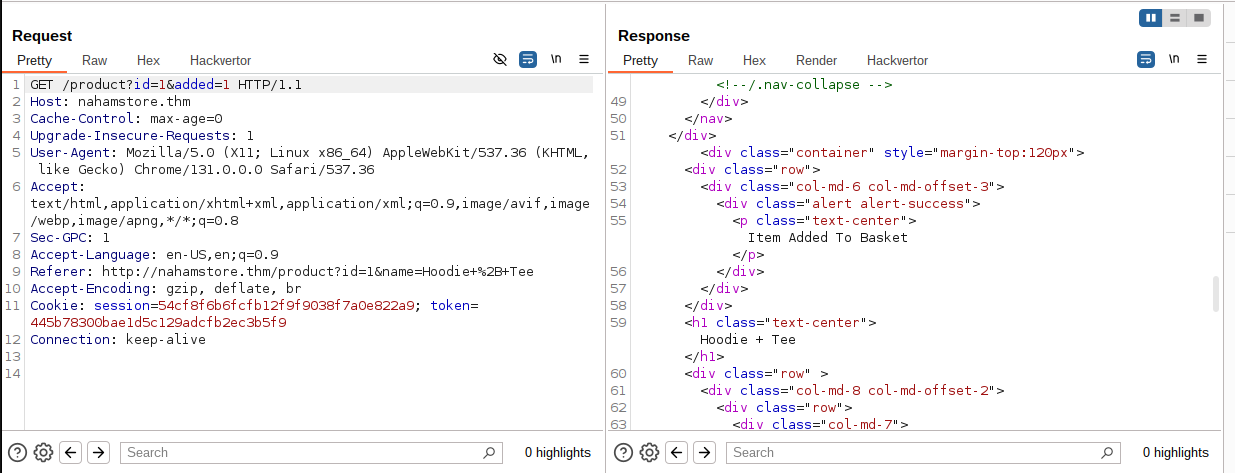 Request
Pretty Raw Hex Hackvertor \n
1 GET /product?id=1&added=1 HTTP/1.1
2 Host: nahamstore.thm
3 Cache-Control: max-age=0
4 Upgrade-Insecure-Requests: 1
5 User-Agent: Mozilla/5.0 (X11; Linux x86_64) AppleWebKit/537.36 (KHTML,
like Gecko) Chrome/131.0.0.0 Safari/537.36
6 Accept:
text/html,application/xhtml+xml,application/xml;q=0.9,image/avif,image
/webp,image/apng,*/*;q=0.8
7 Sec-GPC: 1
8 Accept-Language: en-US,en;q=0.9
9 Referer: http://nahamstore.thm/product?id=1&name=Hoodie+%2B+Tee
10 Accept-Encoding: gzip, deflate, br
11 Cookie: session=54cf8f6b6fcfb12f9f9038f7a0e822a9; token=
445b78300bae1d5c129adcfb2ec3b5f9
12 Connection: keep-alive
13
14
Search
0 highlights
Response
Pretty Raw Hex Render Hackvertor \n
<!--/.nav-collapse -->
49 </div>
50 </nav>
51 </div>
<div class="container" style="margin-top:120px">
52 <div class="row">
53 <div class="col-md-6 col-md-offset-3">
54 <div class="alert alert-success">
55 <p class="text-center">
Item Added To Basket
</p>
56 </div>
57 </div>
58 </div>
59 <h1 class="text-center">
Hoodie + Tee
</h1>
60 <div class="row" >
61 <div class="col-md-8 col-md-offset-2">
62 <div class="row">
63 <div class="col-md-7">
Search
0 highlights